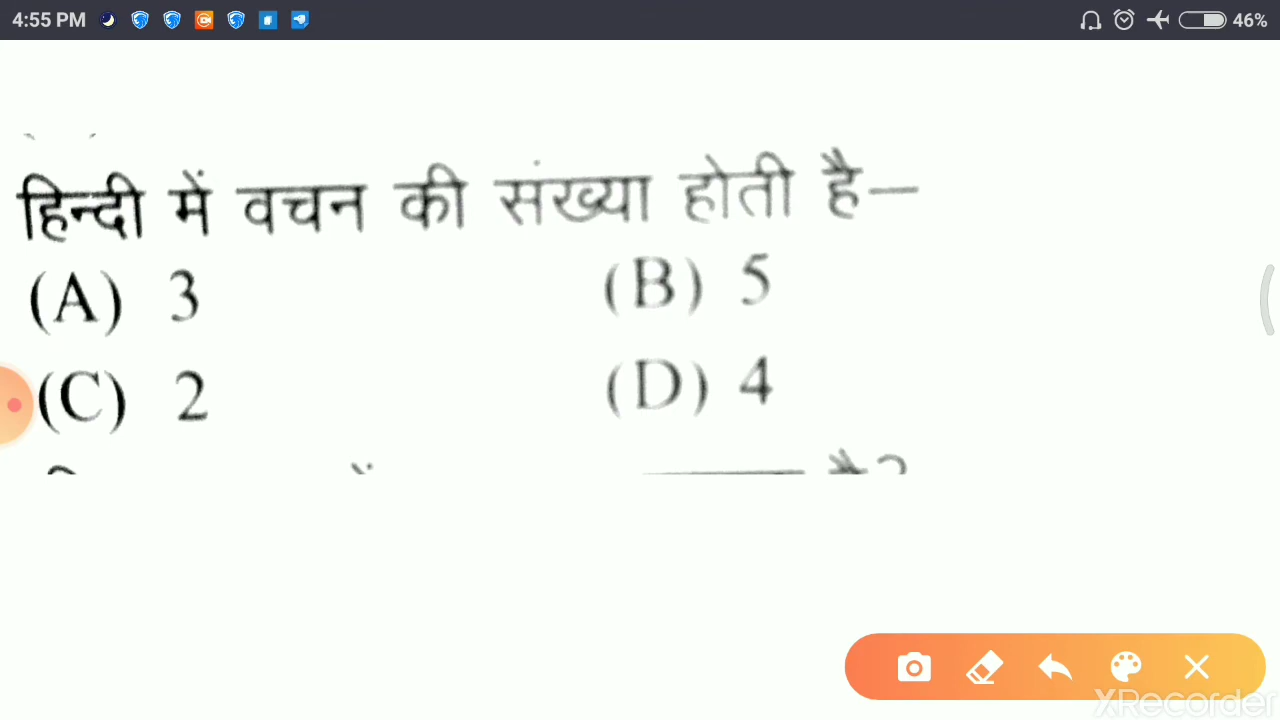 4:55 PM 46%
हिन्दी में वचन की संख्या होती है—
(A) 3 (B) 5
(C) 2 (D) 4
XRecorder